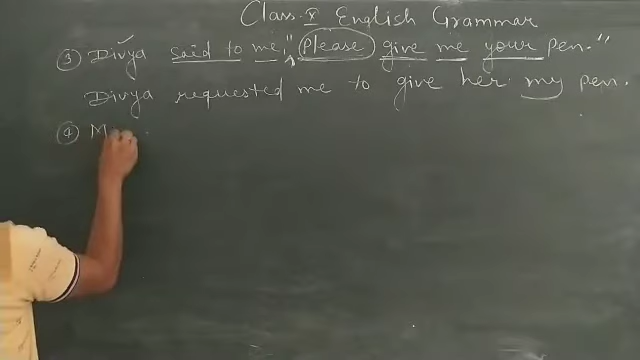 Class-X English Grammar
③ Divya said to me, "Please give me your pen."
Divya requested me to give her my pen.
④ M